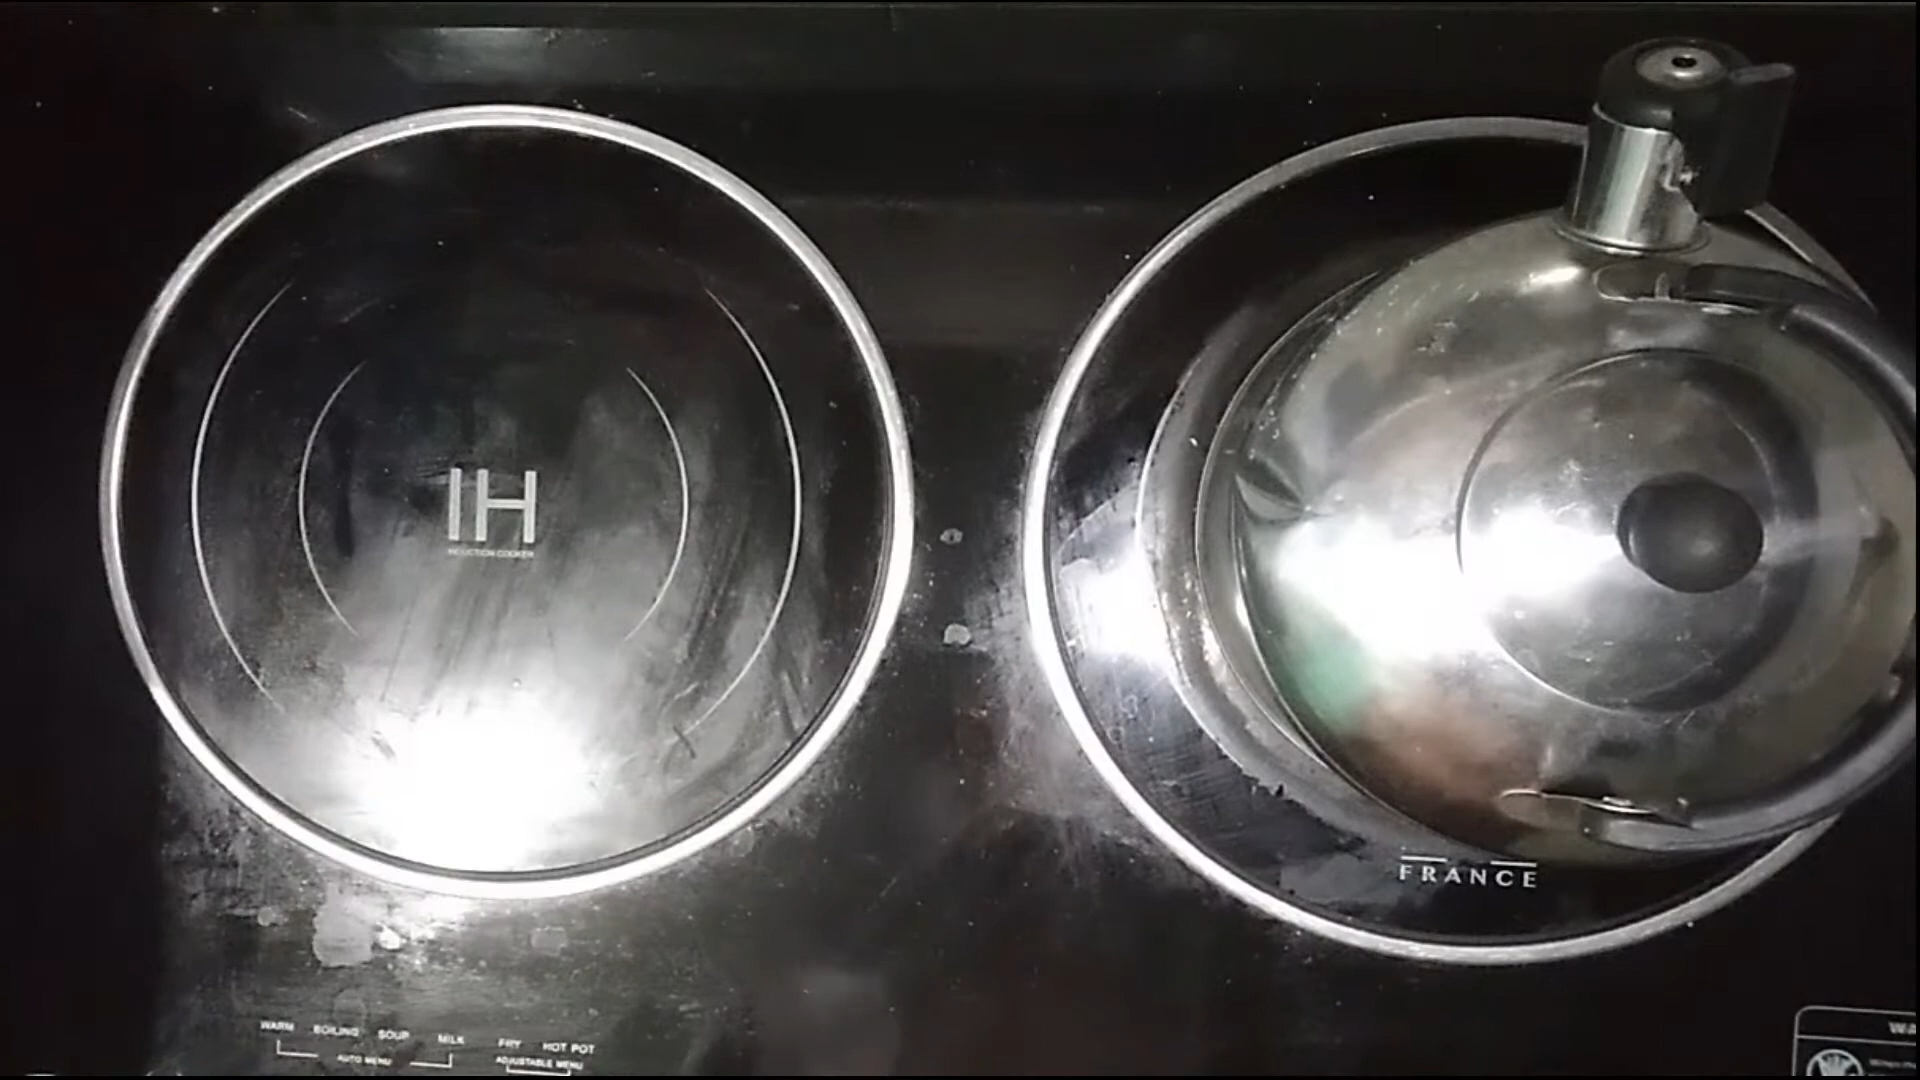 IH
INDUCTION COOKER
FRANCE
WARM BOILING SOUP MILK FRY HOT POT
AUTO MENU ADJUSTABLE MENU